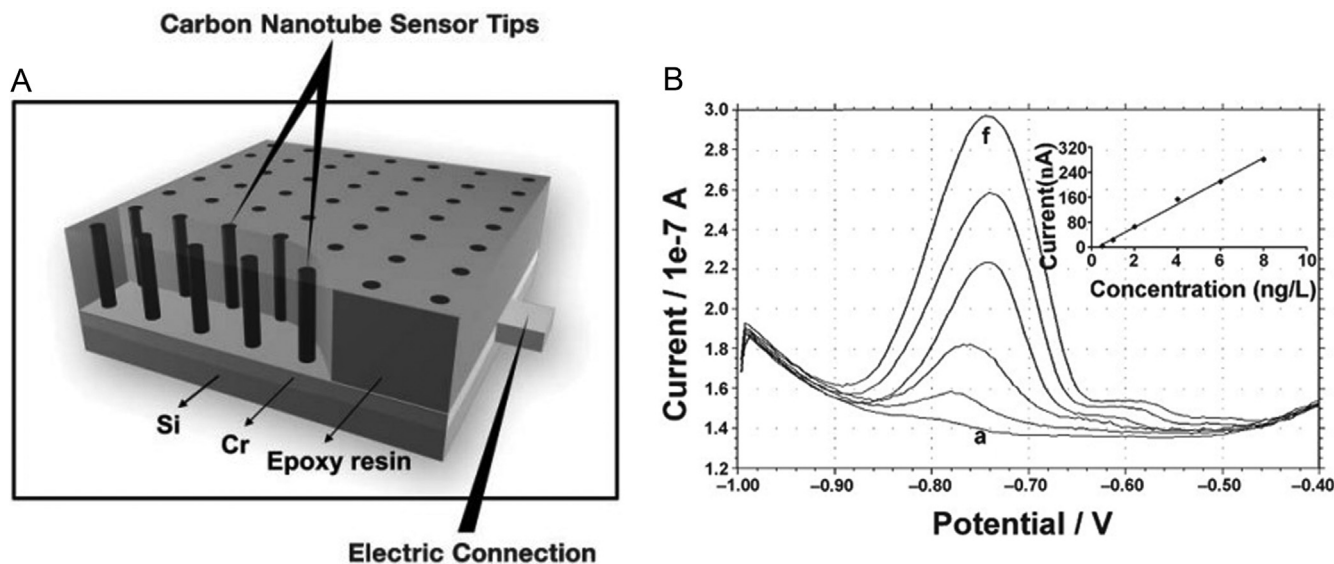 Carbon Nanotube Sensor Tips
A
Si
Cr
Epoxy resin
Electric Connection
B
Current / 1e-7 A
3.0
2.8
2.6
2.4
2.2
2.0
1.8
1.6
1.4
1.2
f
a
–1.00
–0.90
–0.80
–0.70
–0.60
–0.50
–0.40
Potential / V
Current(nA)
320
240
160
80
0
0 2 4 6 8 10
Concentration (ng/L)